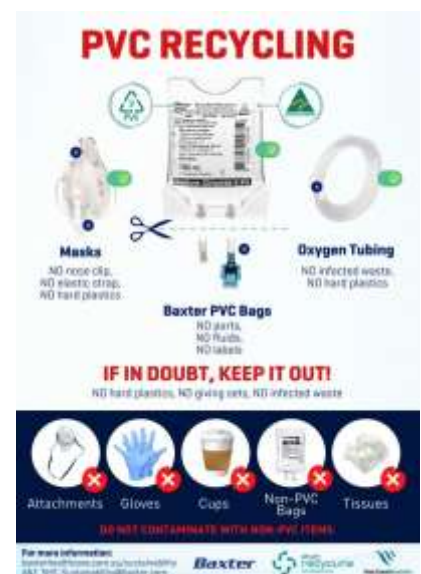 PVC RECYCLING
PVC
Masks
NO nose clip,
NO elastic strap,
NO hard plastics
Oxygen Tubing
NO infected waste,
NO hard plastics
Baxter PVC Bags
NO ports,
NO fluids,
NO labels
IF IN DOUBT, KEEP IT OUT!
NO hard plastics, NO giving sets, NO infected waste
Attachments
Gloves
Cups
Non-PVC
Bags
Tissues
DO NOT CONTAMINATE WITH NON-PVC ITEMS
For more information:
Baxter